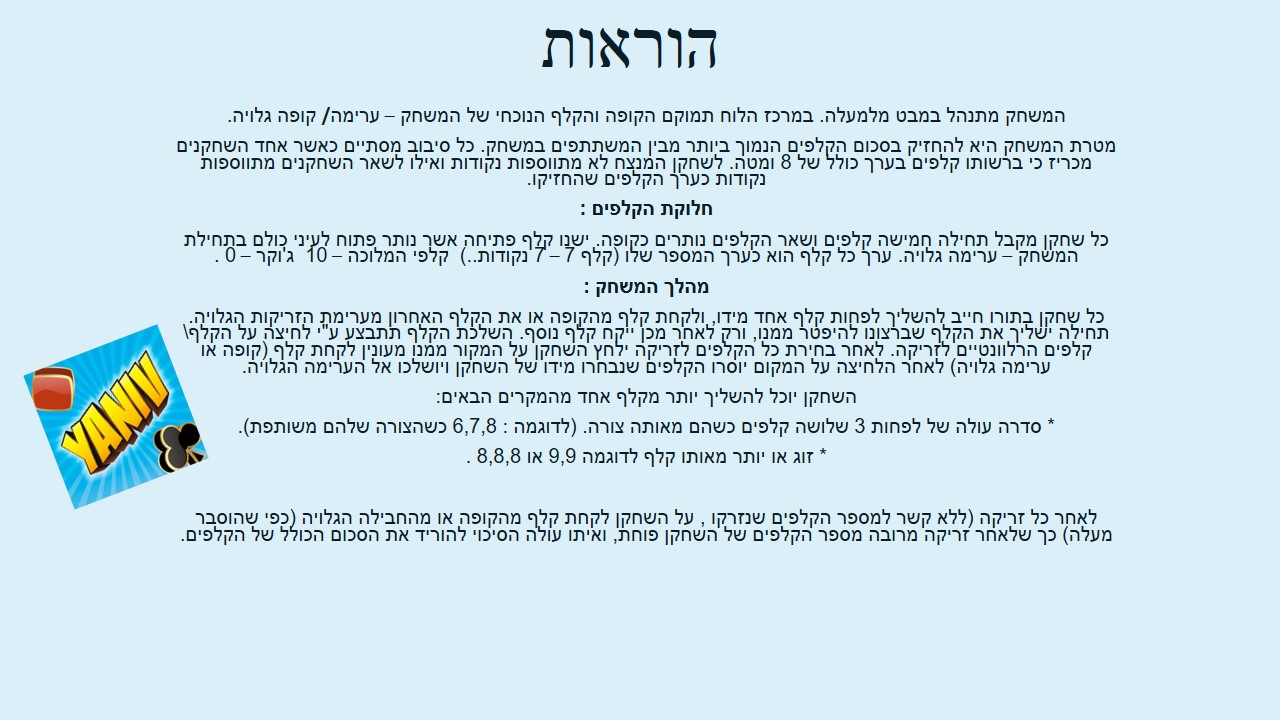 הוראות
המשחק מתנהל במבט מלמעלה. במרכז הלוח תמוקם הקופה והקלף הנוכחי של המשחק – ערימה/ קופה גלויה.
מטרת המשחק היא להחזיק בסכום הקלפים הנמוך ביותר מבין המשתתפים במשחק. כל סיבוב מסתיים כאשר אחד השחקנים
מכריז כי ברשותו קלפים בערך כולל של 8 ומטה. לשחקן המנצח לא מתווספות נקודות ואילו לשאר השחקנים מתווספות
נקודות כערך הקלפים שהחזיקו.
חלוקת הקלפים :
כל שחקן מקבל תחילה חמישה קלפים ושאר הקלפים נותרים כקופה. ישנו קלף פתיחה אשר נותר פתוח לעיני כולם בתחילת
המשחק – ערימה גלויה. ערך כל קלף הוא כערך המספר שלו (קלף 7 – 7 נקודות..) קלפי המלוכה – 10 ג'וקר – 0 .
מהלך המשחק :
כל שחקן בתורו חייב להשליך לפחות קלף אחד מידו, ולקחת קלף מהקופה או את הקלף האחרון מערימת הזריקות הגלויה.
תחילה ישליך את הקלף שברצונו להיפטר ממנו, ורק לאחר מכן ייקח קלף נוסף. השלכת הקלף תתבצע ע"י לחיצה על הקלף\
קלפים הרלוונטיים לזריקה. לאחר בחירת כל הקלפים לזריקה ילחץ השחקן על המקור ממנו מעונין לקחת קלף (קופה או
ערימה גלויה) לאחר הלחיצה על המקום יוסרו הקלפים שנבחרו מידו של השחקן ויושלכו אל הערימה הגלויה.
השחקן יוכל להשליך יותר מקלף אחד מהמקרים הבאים:
* סדרה עולה של לפחות 3 שלושה קלפים כשהם מאותה צורה. (לדוגמה : 6,7,8 כשהצורה שלהם משותפת).
* זוג או יותר מאותו קלף לדוגמה 9,9 או 8,8,8 .
YANIV
לאחר כל זריקה (ללא קשר למספר הקלפים שנזרקו , על השחקן לקחת קלף מהקופה או מהחבילה הגלויה (כפי שהוסבר
מעלה) כך שלאחר זריקה מרובה מספר הקלפים של השחקן פוחת, ואיתו עולה הסיכוי להוריד את הסכום הכולל של הקלפים.